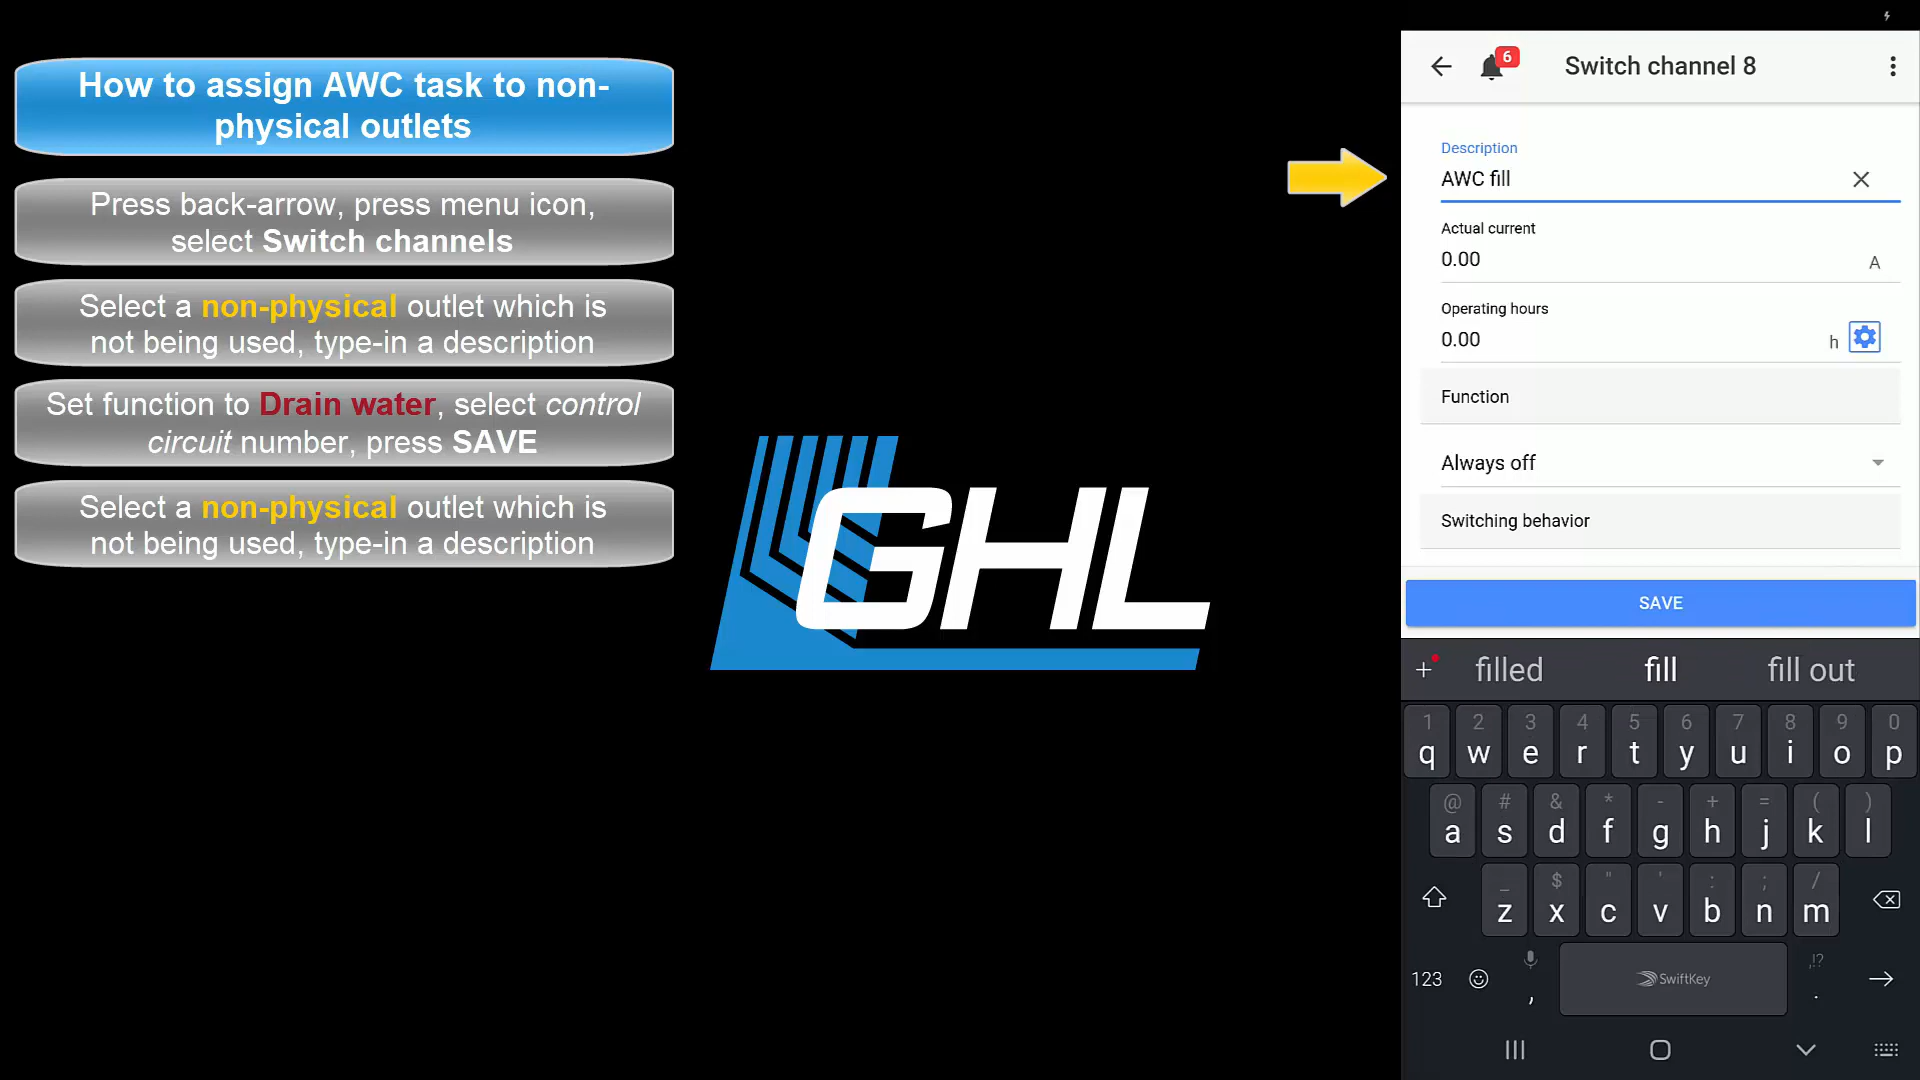 How to assign AWC task to non-
physical outlets
Press back-arrow, press menu icon,
select Switch channels
Select a non-physical outlet which is
not being used, type-in a description
Set function to Drain water, select control
circuit number, press SAVE
Select a non-physical outlet which is
not being used, type-in a description
GHL
6
Switch channel 8
Description
AWC fill
Actual current
0.00 A
Operating hours
0.00 h
Function
Always off
Switching behavior
SAVE
+ filled fill fill out
1 2 3 4 5 6 7 8 9 0
q w e r t y u i o p
@ # & * - + = ( )
a s d f g h j k l
_ $ " ' : ; /
z x c v b n m
,!?
123 , SwiftKey .